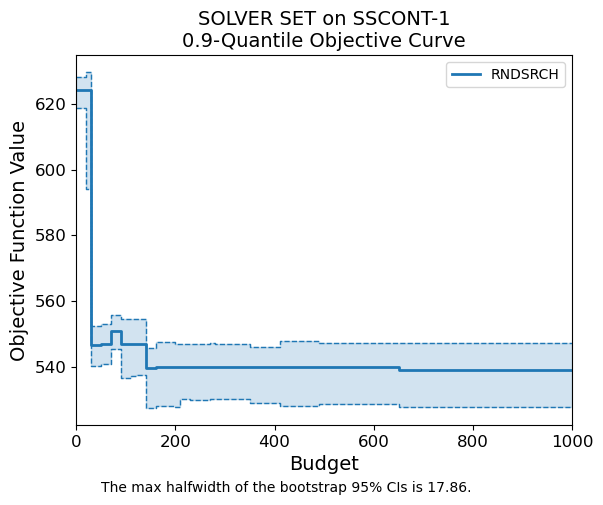 SOLVER SET on SSCONT-1
0.9-Quantile Objective Curve
RNDSRCH
Objective Function Value
620
600
580
560
540
0 200 400 600 800 1000
Budget
The max halfwidth of the bootstrap 95% CIs is 17.86.